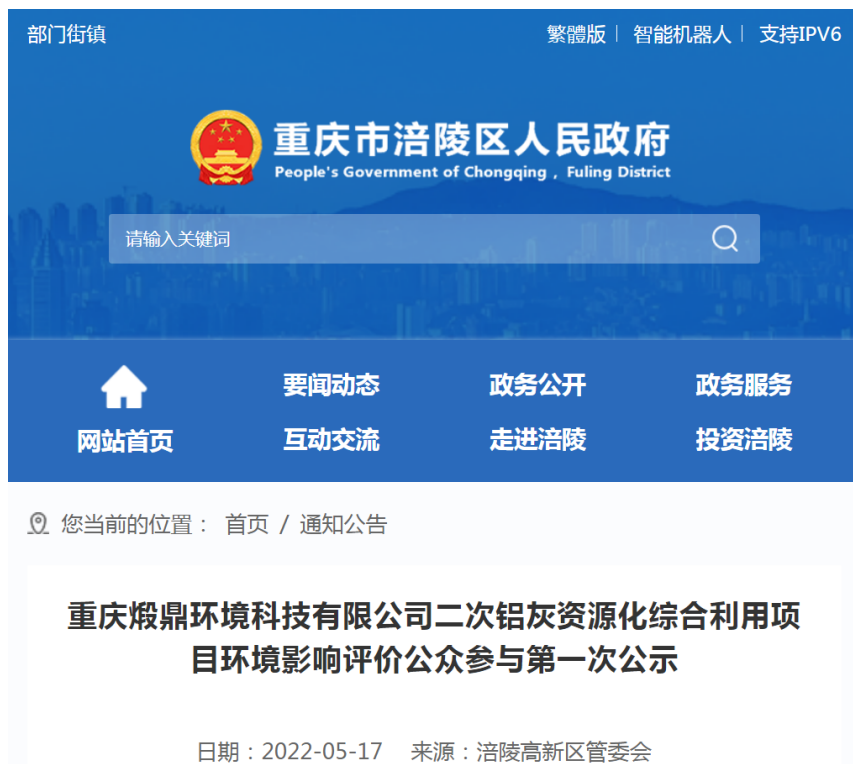 部门街镇
繁體版 | 智能机器人 | 支持IPV6
重庆市涪陵区人民政府
People's Government of Chongqing , Fuling District
请输入关键词
要闻动态 政务公开 政务服务
网站首页 互动交流 走进涪陵 投资涪陵
您当前的位置： 首页 / 通知公告
重庆煅鼎环境科技有限公司二次铝灰资源化综合利用项
目环境影响评价公众参与第一次公示
日期：2022-05-17 来源：涪陵高新区管委会